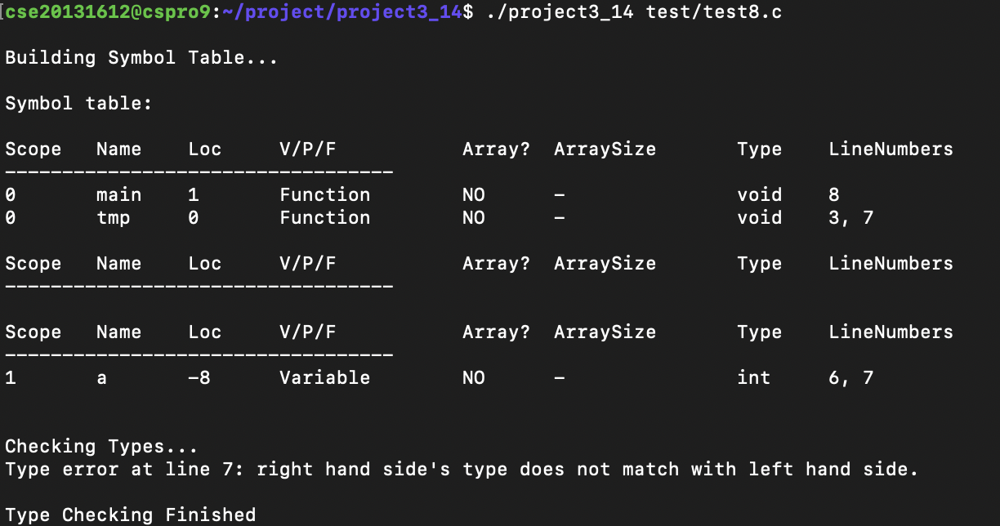 [cse20131612@cspro9:~/project/project3_14$ ./project3_14 test/test8.c
Building Symbol Table...
Symbol table:
Scope Name Loc V/P/F Array? ArraySize Type LineNumbers
----------------------------------
0 main 1 Function NO - void 8
0 tmp 0 Function NO - void 3, 7
Scope Name Loc V/P/F Array? ArraySize Type LineNumbers
----------------------------------
Scope Name Loc V/P/F Array? ArraySize Type LineNumbers
----------------------------------
1 a -8 Variable NO - int 6, 7
Checking Types...
Type error at line 7: right hand side's type does not match with left hand side.
Type Checking Finished